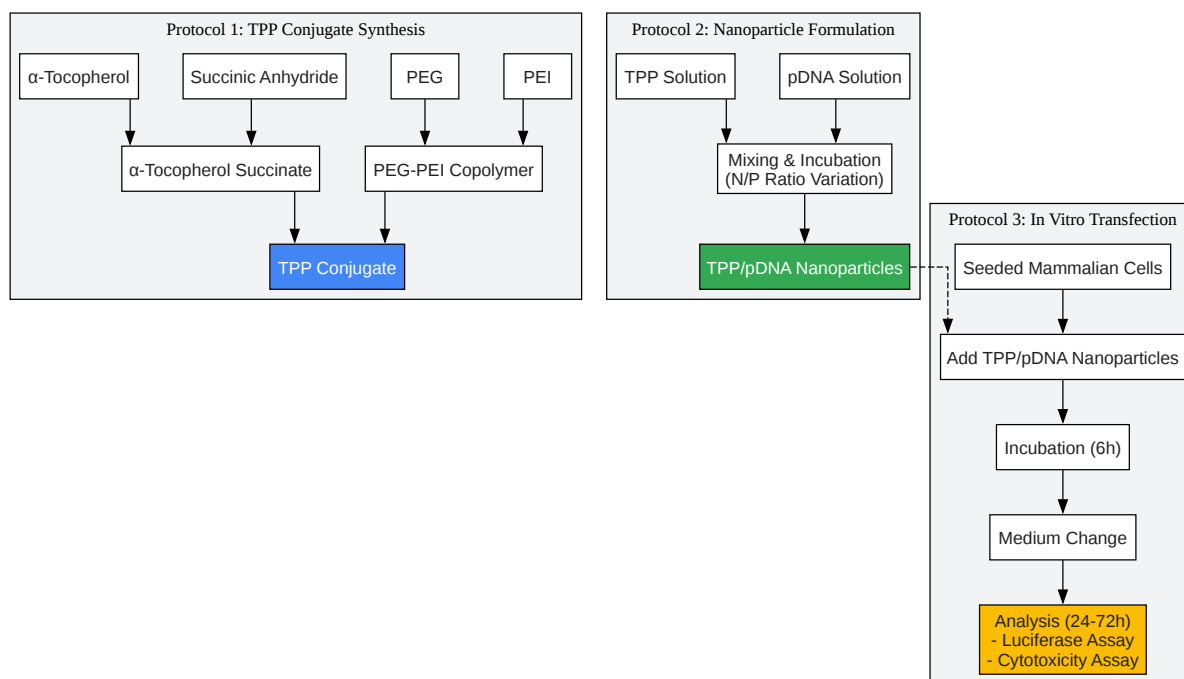 Protocol 1: TPP Conjugate Synthesis
α-Tocopherol
Succinic Anhydride
PEG
PEI
α-Tocopherol Succinate
PEG-PEI Copolymer
TPP Conjugate
Protocol 2: Nanoparticle Formulation
TPP Solution
pDNA Solution
Mixing & Incubation
(N/P Ratio Variation)
TPP/pDNA Nanoparticles
Protocol 3: In Vitro Transfection
Seeded Mammalian Cells
Add TPP/pDNA Nanoparticles
Incubation (6h)
Medium Change
Analysis (24-72h)
- Luciferase Assay
- Cytotoxicity Assay